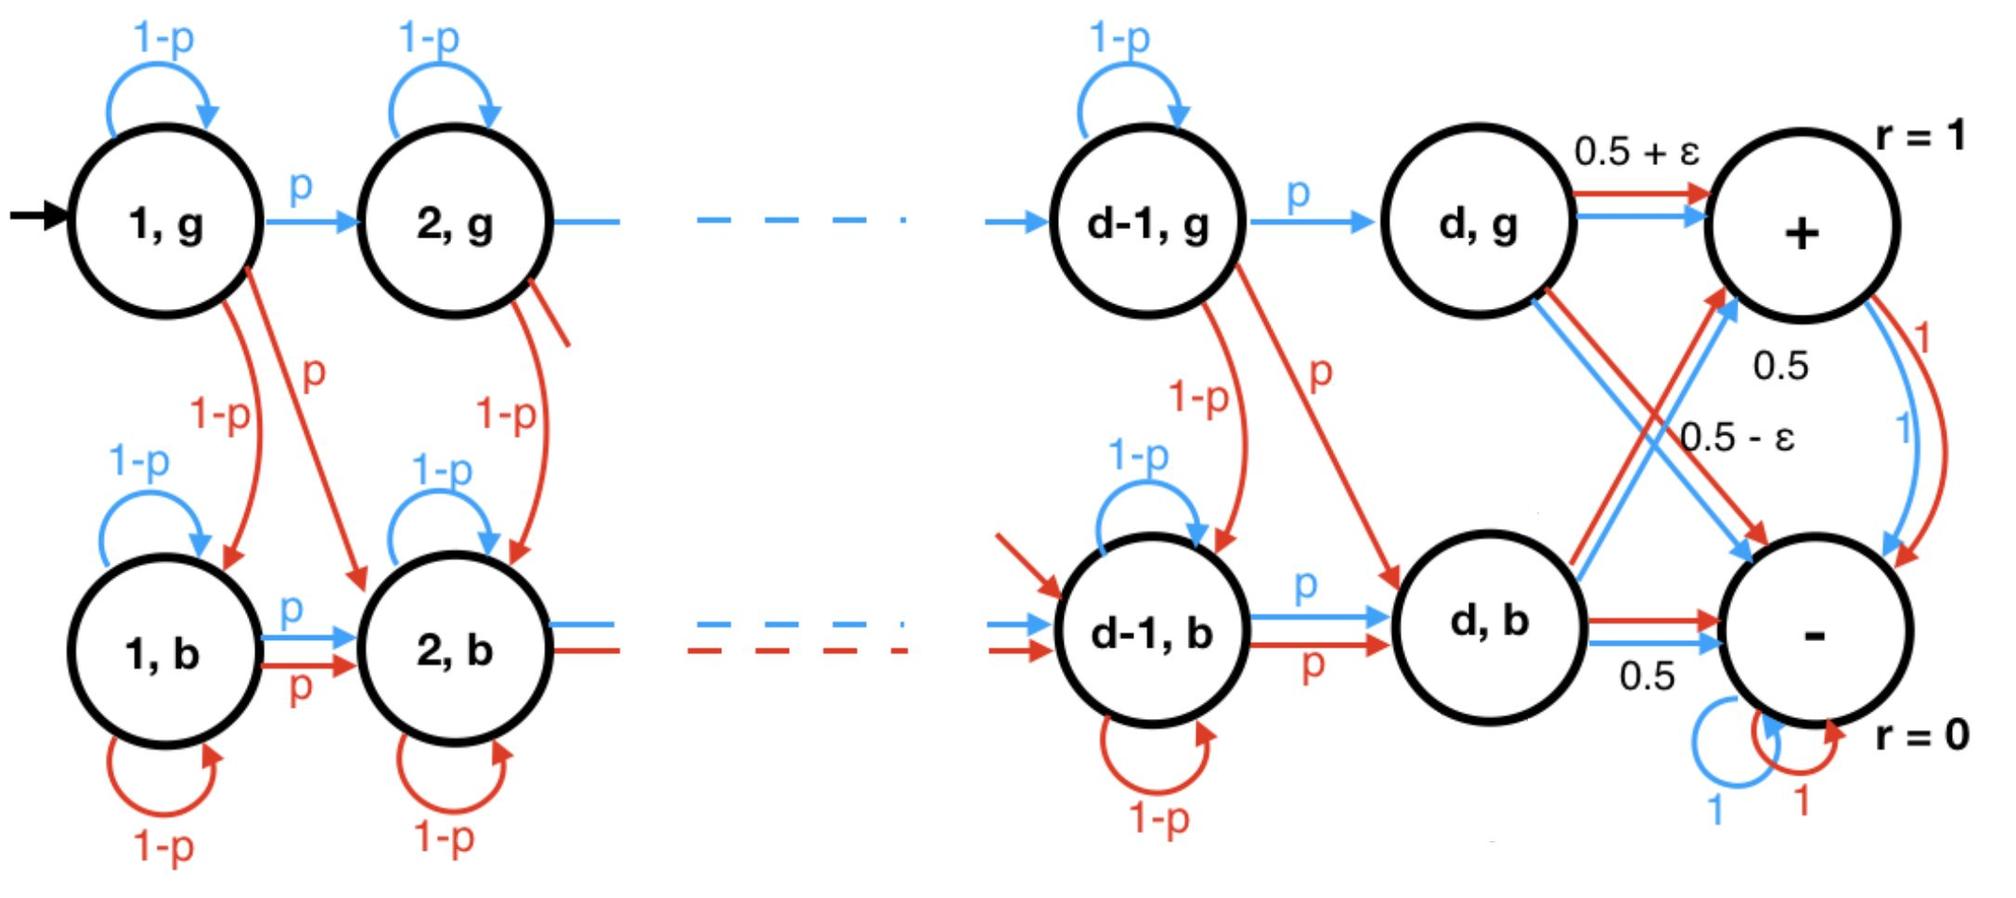 1-p
1-p
1-p
0.5 + ε
r = 1
p
p
1, g
2, g
d-1, g
d, g
+
p
p
1-p
1-p
1-p
0.5
1
1
0.5 - ε
1-p
1-p
1-p
p
p
p
p
1, b
2, b
d-1, b
d, b
-
0.5
r = 0
1-p
1-p
1-p
1
1